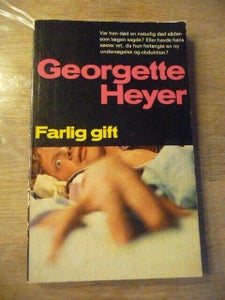 Var han død en naturlig død sådan
som lægen sagde? Eller havde hans
søster ret, da hun forlangte en ny
undersøgelse og obduktion?
Georgette
Heyer
Farlig gift